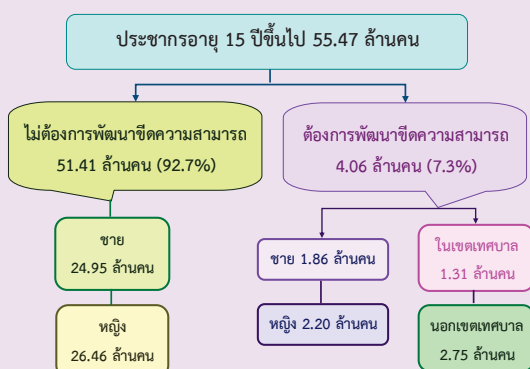 ประชากรอายุ 15 ปีขึ้นไป 55.47 ล้านคน
ไม่ต้องการพัฒนาขีดความสามารถ
51.41 ล้านคน (92.7%)
ต้องการพัฒนาขีดความสามารถ
4.06 ล้านคน (7.3%)
ชาย
24.95 ล้านคน
หญิง
26.46 ล้านคน
ชาย 1.86 ล้านคน
หญิง 2.20 ล้านคน
ในเขตเทศบาล
1.31 ล้านคน
นอกเขตเทศบาล
2.75 ล้านคน